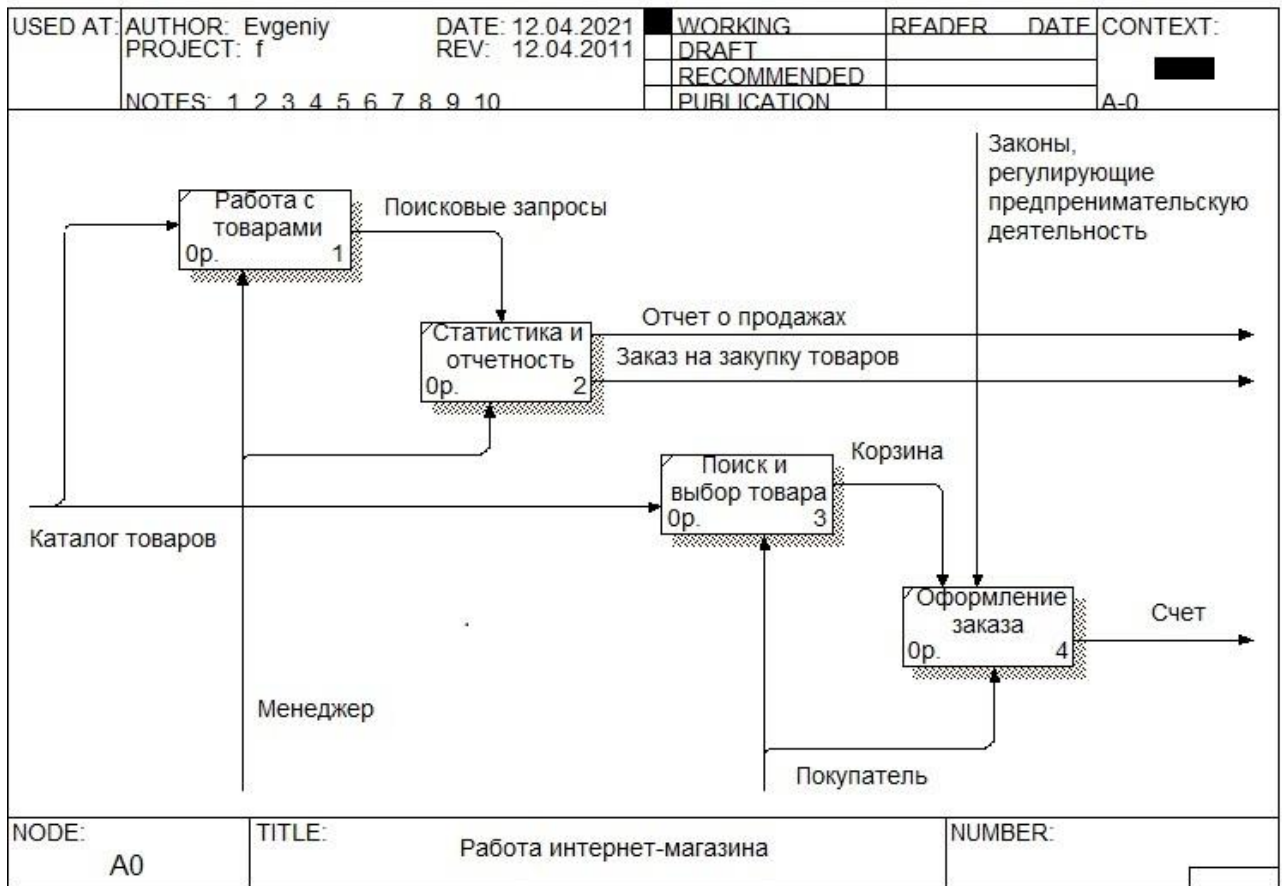 USED AT: AUTHOR: Evgeniy DATE: 12.04.2021 WORKING READER DATE CONTEXT:
PROJECT: f REV: 12.04.2011 DRAFT
RECOMMENDED
NOTES: 1 2 3 4 5 6 7 8 9 10 PUBLICATION A-0
Законы,
регулирующие
предпренимательскую
деятельность
Работа с
товарами
0р. 1
Поисковые запросы
Статистика и
отчетность
0р. 2
Отчет о продажах
Заказ на закупку товаров
Поиск и
выбор товара
0р. 3
Корзина
Каталог товаров
Оформление
заказа
0р. 4
Счет
Менеджер
Покупатель
NODE: TITLE: NUMBER:
A0 Работа интернет-магазина